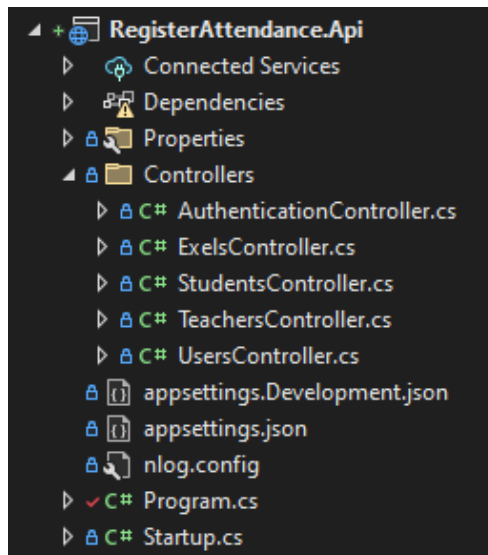 RegisterAttendance.Api
Connected Services
Dependencies
Properties
Controllers
C# AuthenticationController.cs
C# ExelsController.cs
C# StudentsController.cs
C# TeachersController.cs
C# UsersController.cs
appsettings.Development.json
appsettings.json
nlog.config
C# Program.cs
C# Startup.cs